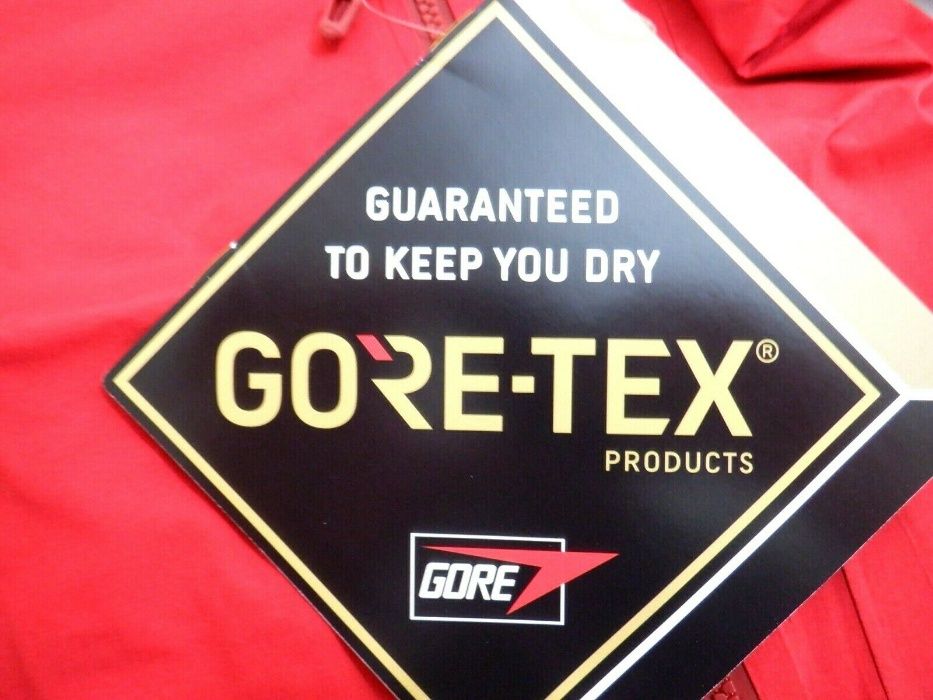 GUARANTEED
TO KEEP YOU DRY
GORE-TEX®
PRODUCTS
GORE